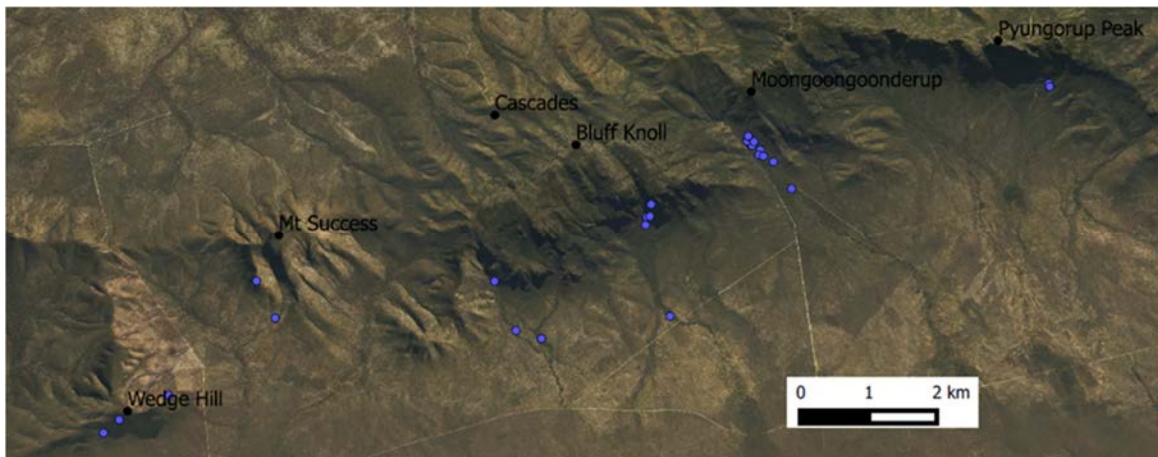 Pyungorup Peak
Moongoongoonderup
Cascades
Bluff Knoll
Mt Success
Wedge Hill
0 1 2 km